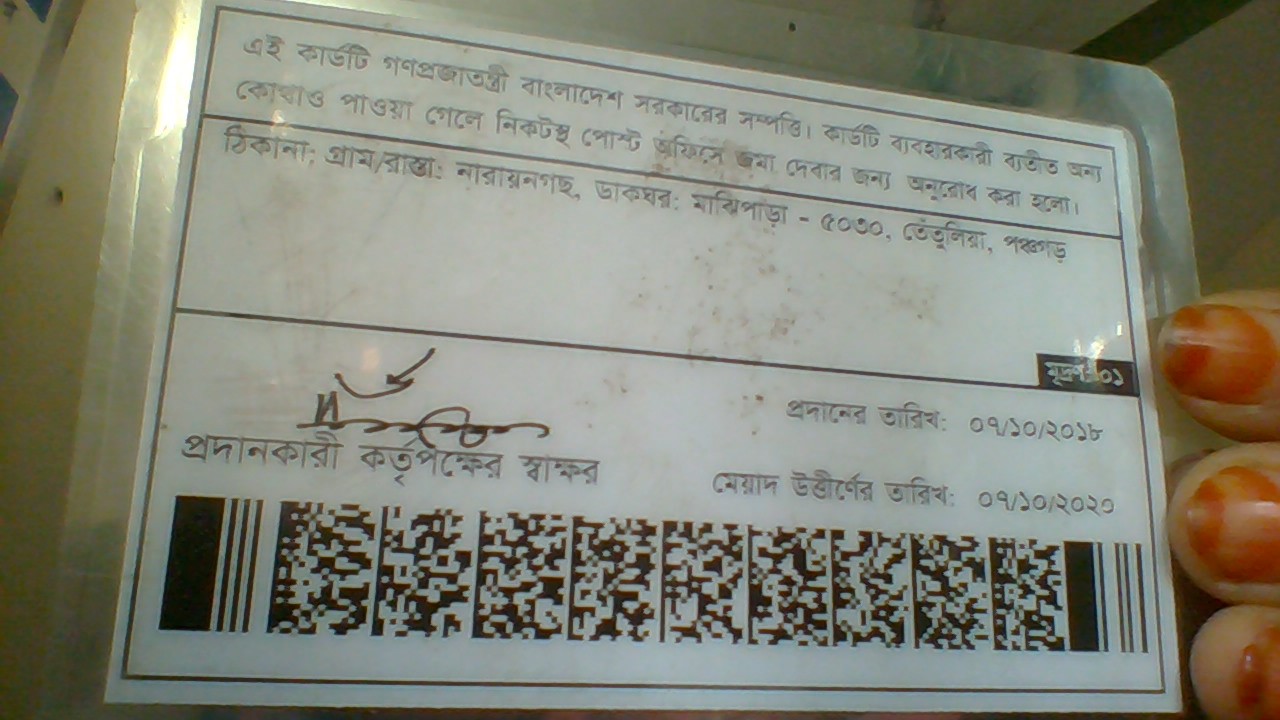 এই কার্ডটি গণপ্রজাতন্ত্রী বাংলাদেশ সরকারের সম্পত্তি। কার্ডটি ব্যবহারকারী ব্যতীত অন্য
কোথাও পাওয়া গেলে নিকটস্থ পোস্ট অফিসে জমা দেবার জন্য অনুরোধ করা হলো।
ঠিকানা: গ্রাম/রাস্তা: নারায়নগছ, ডাকঘর: মাঝিপাড়া - ৫০৩০, তেঁতুলিয়া, পঞ্চগড়
মূদ্রণ: ০১
প্রদানের তারিখ: ০৭/১০/২০১৮
প্রদানকারী কর্তৃপক্ষের স্বাক্ষর
মেয়াদ উত্তীর্ণের তারিখ: ০৭/১০/২০২০